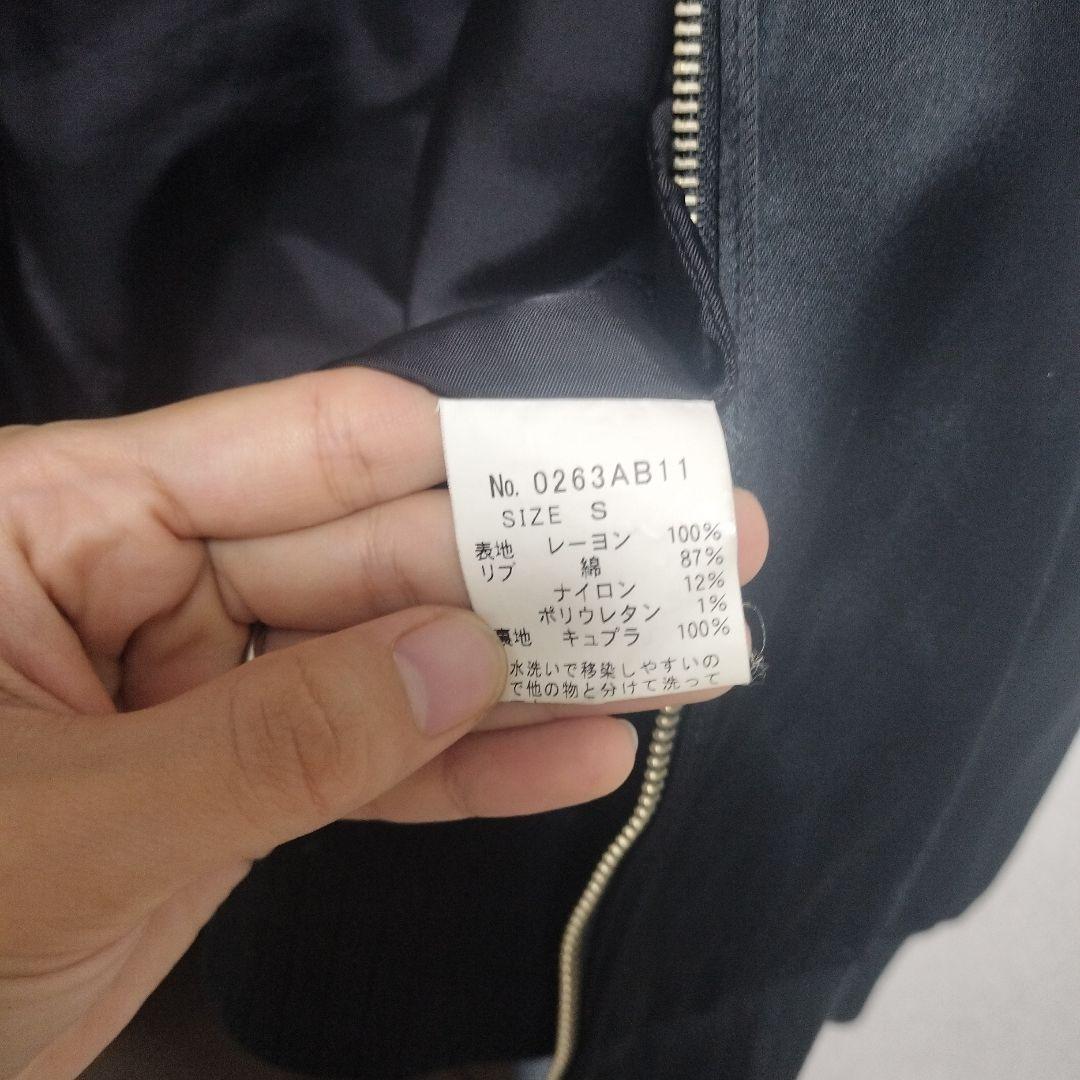 No. 0263AB11
SIZE S
表地 レーヨン 100%
リブ 綿 87%
ナイロン 12%
ポリウレタン 1%
裏地 キュプラ 100%
水洗いで移染しやすいの
で他の物と分けて洗って